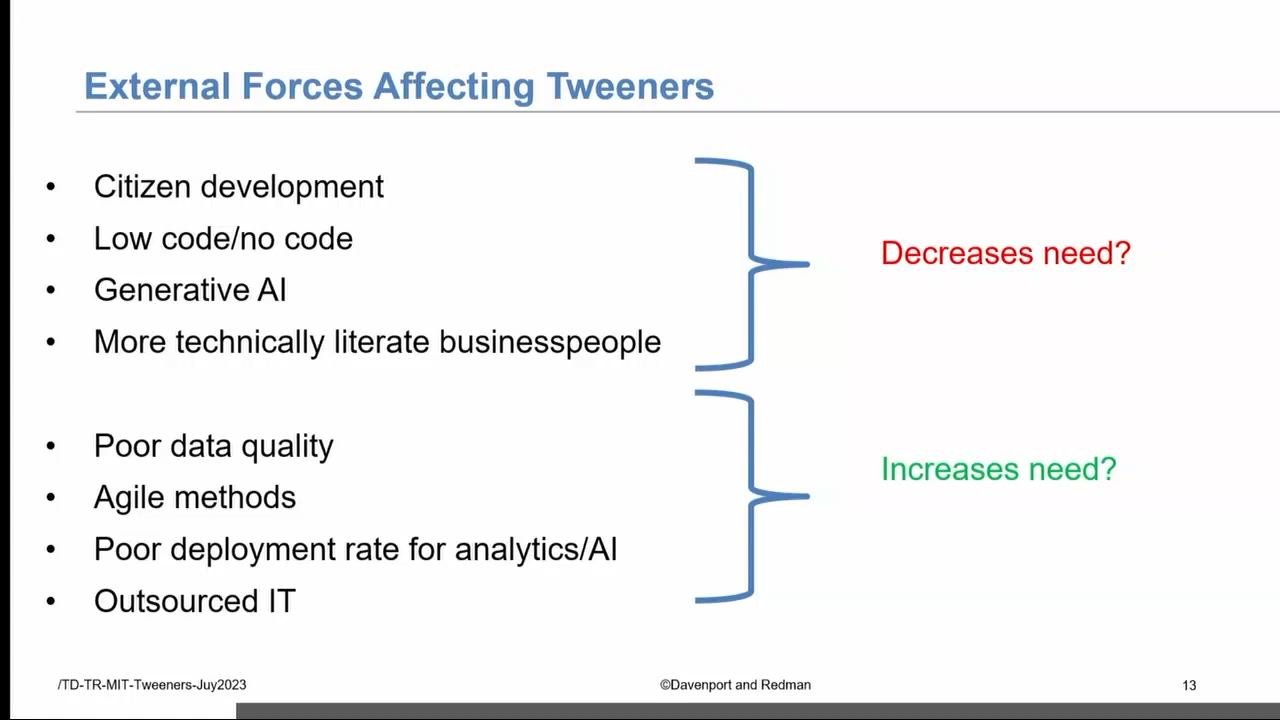 External Forces Affecting Tweeners
• Citizen development
• Low code/no code
• Generative AI
• More technically literate businesspeople
Decreases need?
• Poor data quality
• Agile methods
• Poor deployment rate for analytics/AI
• Outsourced IT
Increases need?
/TD-TR-MIT-Tweeners-Juy2023
©Davenport and Redman
13